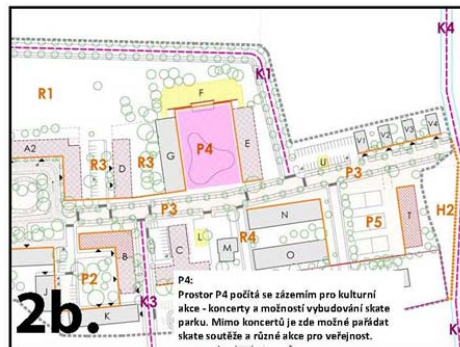 K4
K1
R1
F
P4
A2
R3
R3
G
E
D
V1
V2
V3
V4
U
P3
P3
H2
N
P5
T
L
R4
C
M
O
B
P2
K3
K
2b.
P4:
Prostor P4 počítá se zázemím pro kulturní
akce - koncerty a možností vybudování skate
parku. Mimo koncertů je zde možné pařádat
skate soutěže a různé akce pro veřejnost.